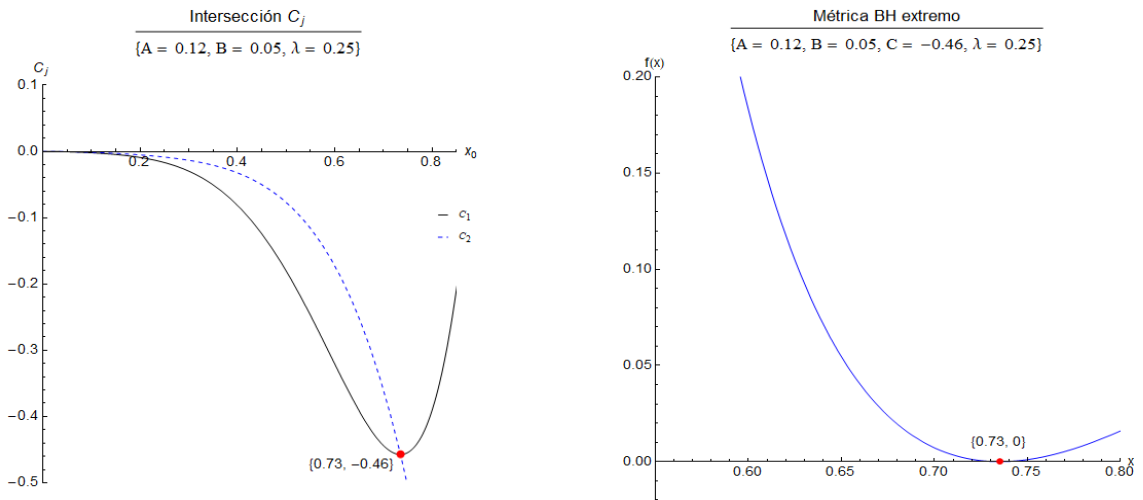 Intersección C_j
{A = 0.12, B = 0.05, λ = 0.25}
C_j
0.1
0.0
−0.1
−0.2
−0.3
−0.4
−0.5
0.2
0.4
0.6
0.8
x_0
c_1
c_2
{0.73, −0.46}
Métrica BH extremo
{A = 0.12, B = 0.05, C = −0.46, λ = 0.25}
f(x)
0.20
0.15
0.10
0.05
0.00
0.60
0.65
0.70
0.75
0.80
x
{0.73, 0}